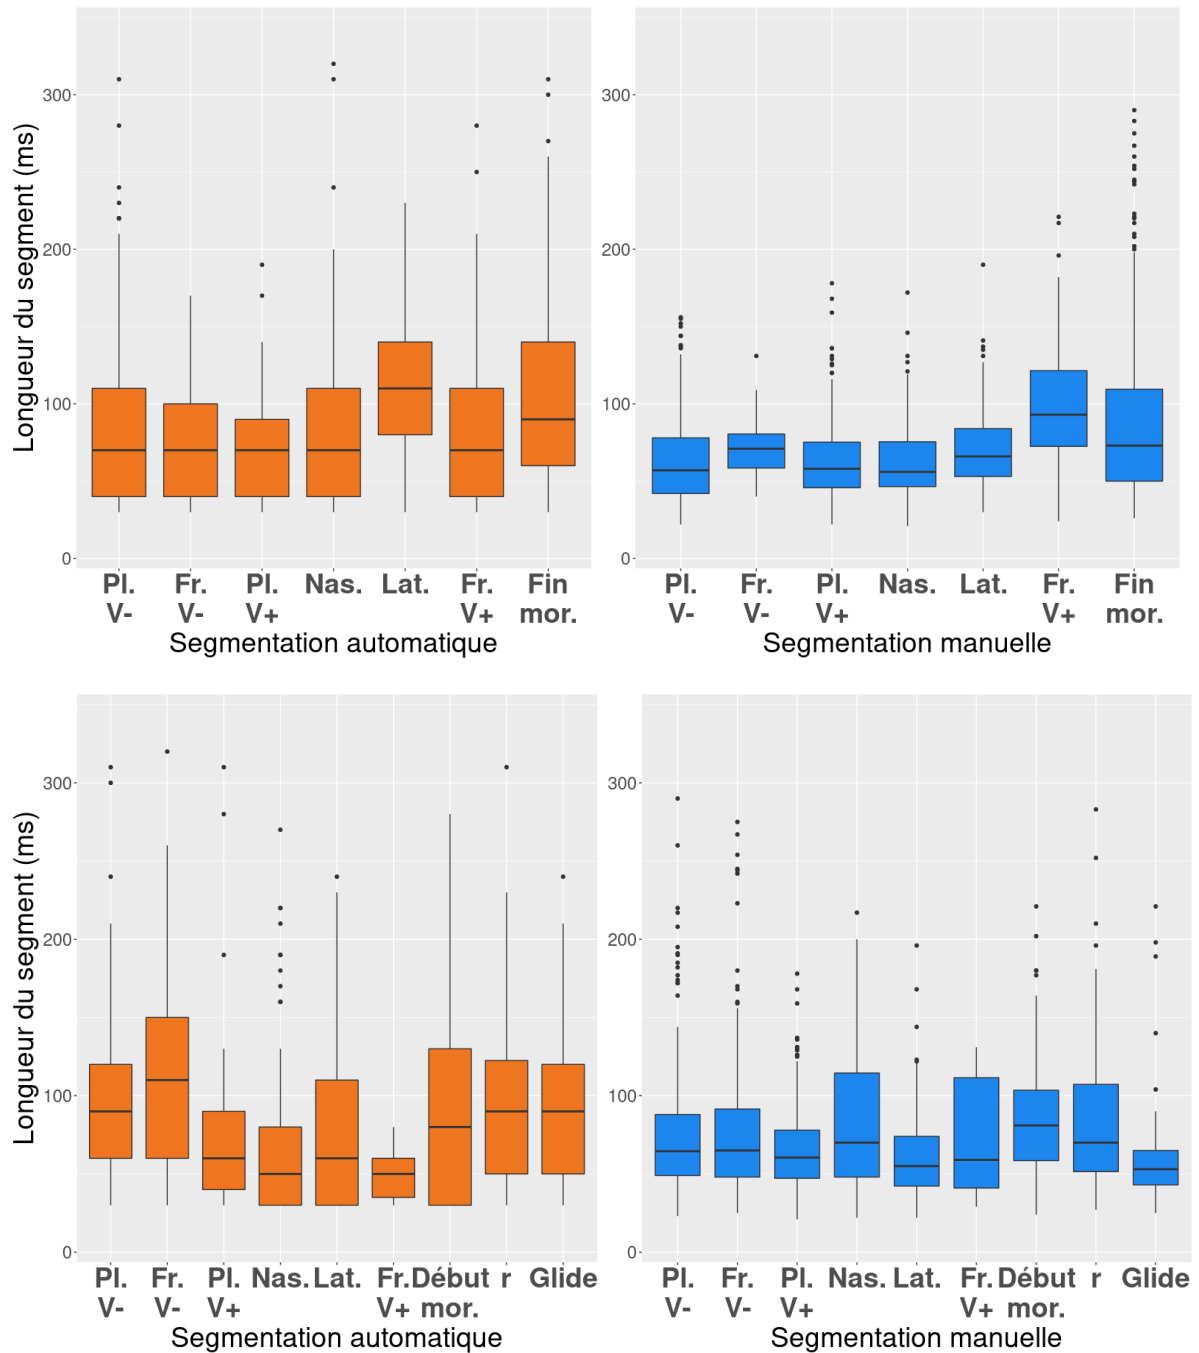 Longueur du segment (ms)
300
200
100
0
Pl. Fr. Pl. Nas. Lat. Fr. Fin
V- V- V+ V+ mor.
Segmentation automatique
300
200
100
0
Pl. Fr. Pl. Nas. Lat. Fr. Fin
V- V- V+ V+ mor.
Segmentation manuelle
Longueur du segment (ms)
300
200
100
0
Pl. Fr. Pl. Nas. Lat. Fr. Début r Glide
V- V- V+ V+ mor.
Segmentation automatique
300
200
100
0
Pl. Fr. Pl. Nas. Lat. Fr. Début r Glide
V- V- V+ V+ mor.
Segmentation manuelle